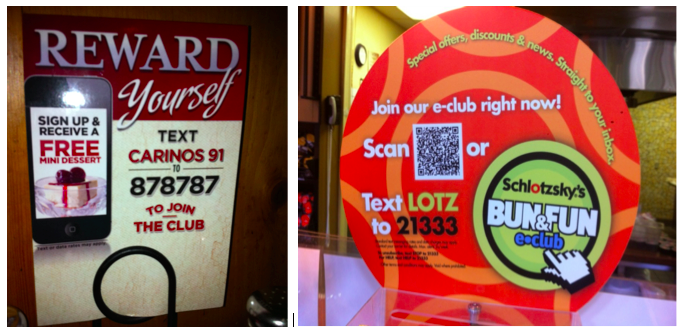 REWARD
Yourself
SIGN UP &
RECEIVE A
FREE
MINI DESSERT
TEXT
CARINOS 91
TO
878787
TO JOIN
THE CLUB
Special offers, discounts & news. Straight to your inbox.
Join our e-club right now!
Scan or
Text LOTZ
to 21333
Schlotzsky's
BUN & FUN
e-club